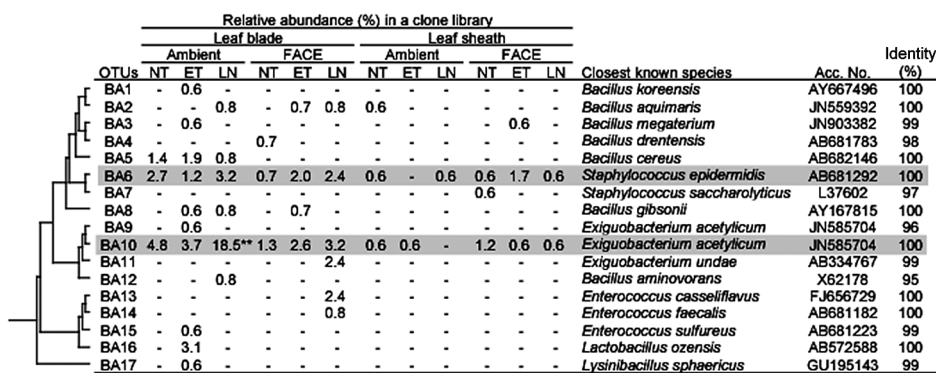 Relative abundance (%) in a clone library
Leaf blade Leaf sheath
Ambient FACE Ambient FACE Identity
OTUs NT ET LN NT ET LN NT ET LN NT ET LN Closest known species Acc. No. (%)
BA1 - 0.6 - - - - - - - - - - Bacillus koreensis AY667496 100
BA2 - - 0.8 - 0.7 0.8 0.6 - - - - - Bacillus aquimaris JN559392 100
BA3 - 0.6 - - - - - - - - 0.6 - Bacillus megaterium JN903382 99
BA4 - - - 0.7 - - - - - - - - Bacillus drentensis AB681783 98
BA5 1.4 1.9 0.8 - - - - - - - - - Bacillus cereus AB682146 100
BA6 2.7 1.2 3.2 0.7 2.0 2.4 0.6 - 0.6 0.6 1.7 0.6 Staphylococcus epidermidis AB681292 100
BA7 - - - - - - - - - 0.6 - - Staphylococcus saccharolyticus L37602 97
BA8 - 0.6 0.8 - 0.7 - - - - - - - Bacillus gibsonii AY167815 100
BA9 - 0.6 - - - - - - - - - - Exiguobacterium acetylicum JN585704 96
BA10 4.8 3.7 18.5** 1.3 2.6 3.2 0.6 0.6 - 1.2 0.6 0.6 Exiguobacterium acetylicum JN585704 100
BA11 - - - - - 2.4 - - - - - - Exiguobacterium undae AB334767 99
BA12 - - 0.8 - - - - - - - - - Bacillus aminovorans X62178 95
BA13 - - - - - 2.4 - - - - - - Enterococcus casseliflavus FJ656729 100
BA14 - - - - - 0.8 - - - - - - Enterococcus faecalis AB681182 100
BA15 - 0.6 - - - - - - - - - - Enterococcus sulfureus AB681223 99
BA16 - 3.1 - - - - - - - - - - Lactobacillus ozensis AB572588 100
BA17 - 0.6 - - - - - - - - - - Lysinibacillus sphaericus GU195143 99